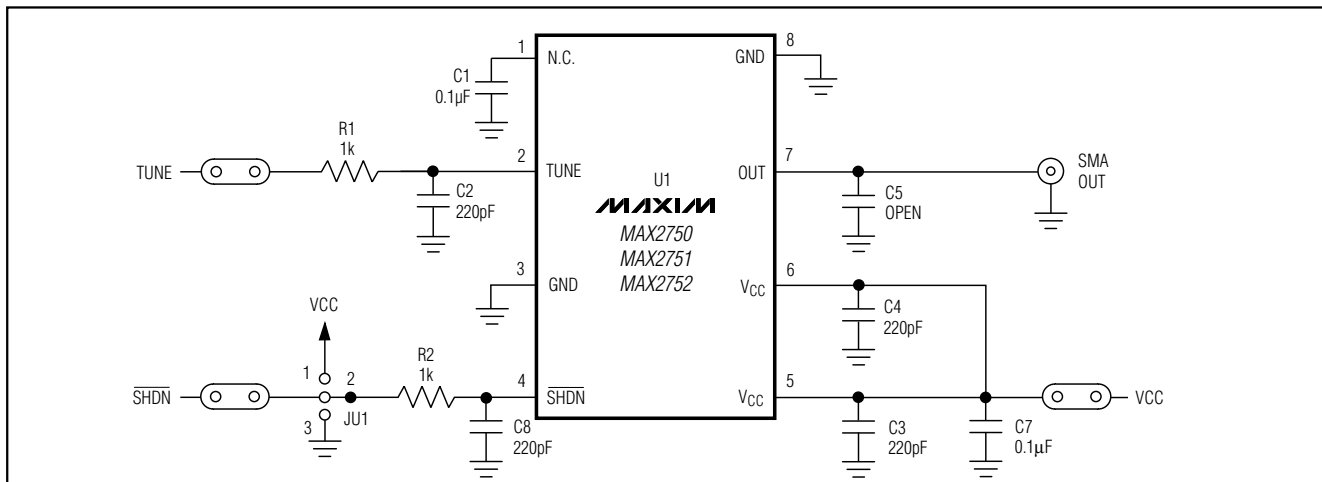 1
N.C.
C1
0.1µF
8
GND
TUNE
R1
1k
2
TUNE
C2
220pF
7
OUT
SMA
OUT
C5
OPEN
U1
MAXIM
MAX2750
MAX2751
MAX2752
3
GND
6
VCC
C4
220pF
VCC
SHDN
1
2
3
JU1
R2
1k
4
SHDN
C8
220pF
5
VCC
C3
220pF
C7
0.1µF
VCC